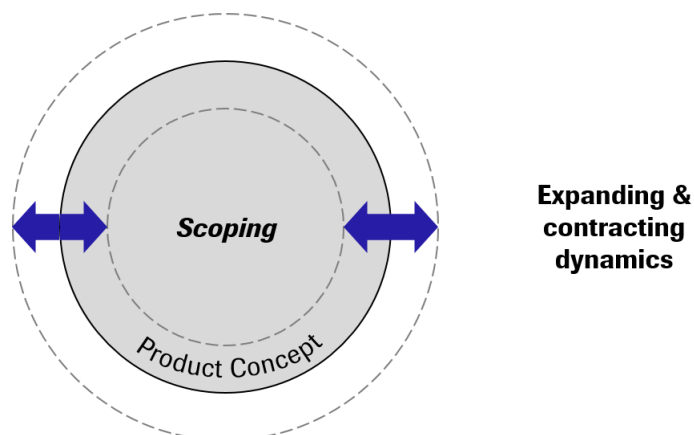 Scoping
Product Concept
Expanding &
contracting
dynamics